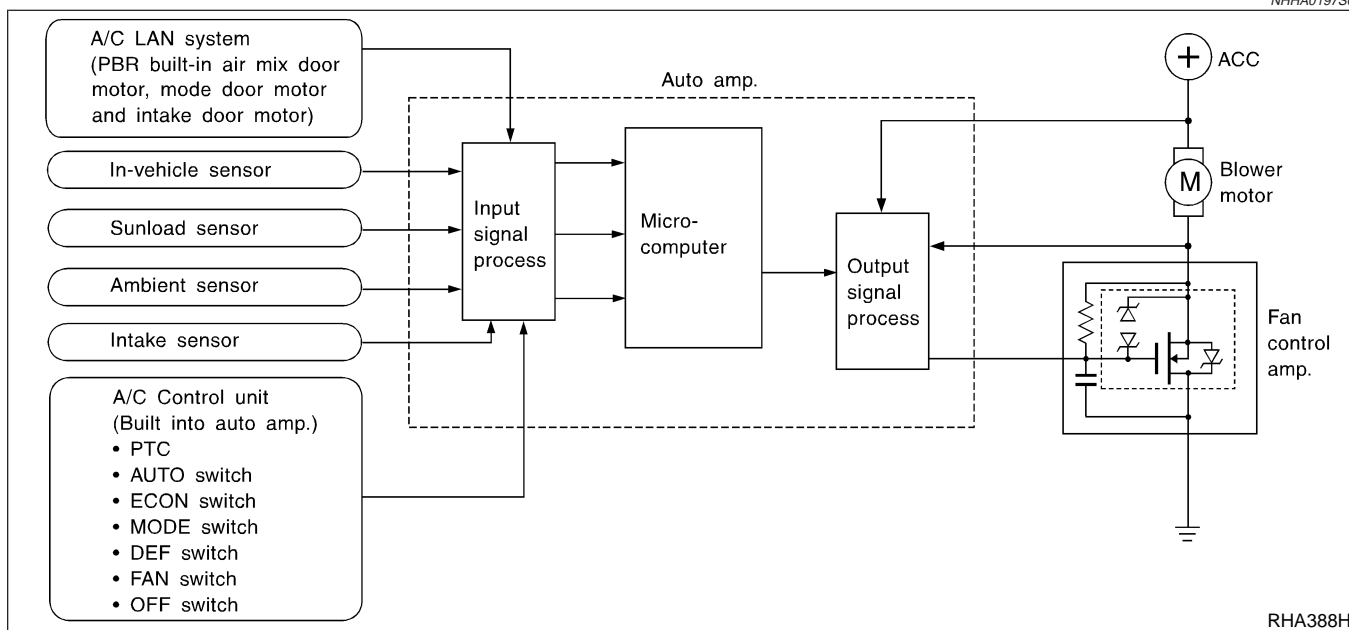 NHHA0197S0
A/C LAN system
(PBR built-in air mix door
motor, mode door motor
and intake door motor)
In-vehicle sensor
Sunload sensor
Ambient sensor
Intake sensor
A/C Control unit
(Built into auto amp.)
• PTC
• AUTO switch
• ECON switch
• MODE switch
• DEF switch
• FAN switch
• OFF switch
Auto amp.
Input
signal
process
Micro-
computer
Output
signal
process
+
ACC
M
Blower
motor
Fan
control
amp.
RHA388H